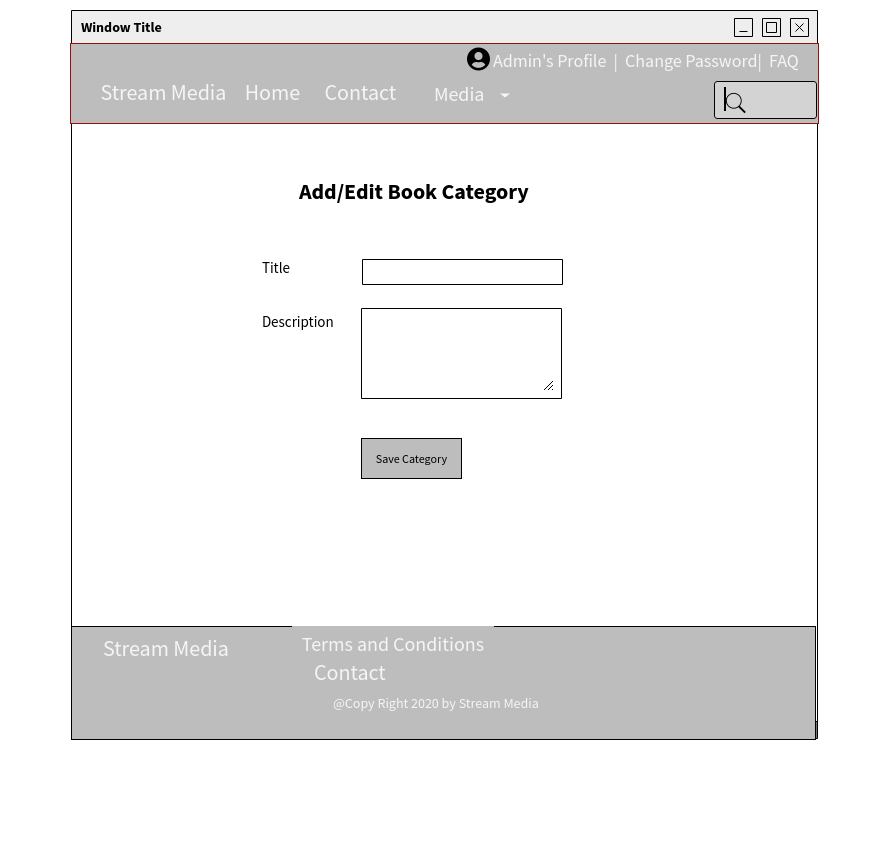 Window Title
Admin's Profile | Change Password| FAQ
Stream Media Home Contact Media
Add/Edit Book Category
Title
Description
Save Category
Stream Media
Terms and Conditions
Contact
@Copy Right 2020 by Stream Media